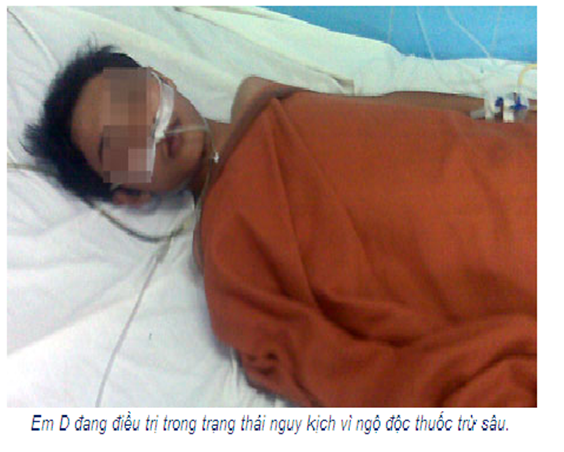 Em D đang điều trị trong trạng thái nguy kịch vì ngộ độc thuốc trừ sâu.